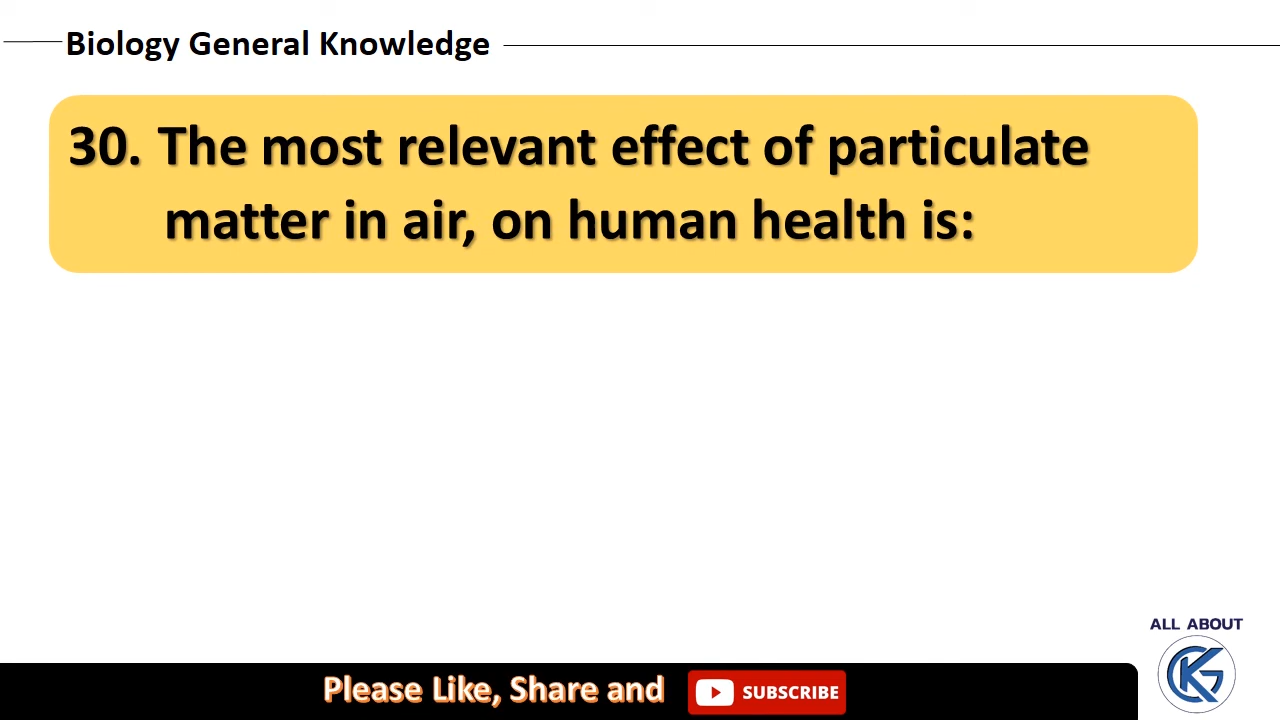 Biology General Knowledge
30. The most relevant effect of particulate
matter in air, on human health is:
ALL ABOUT
GK
Please Like, Share and
SUBSCRIBE